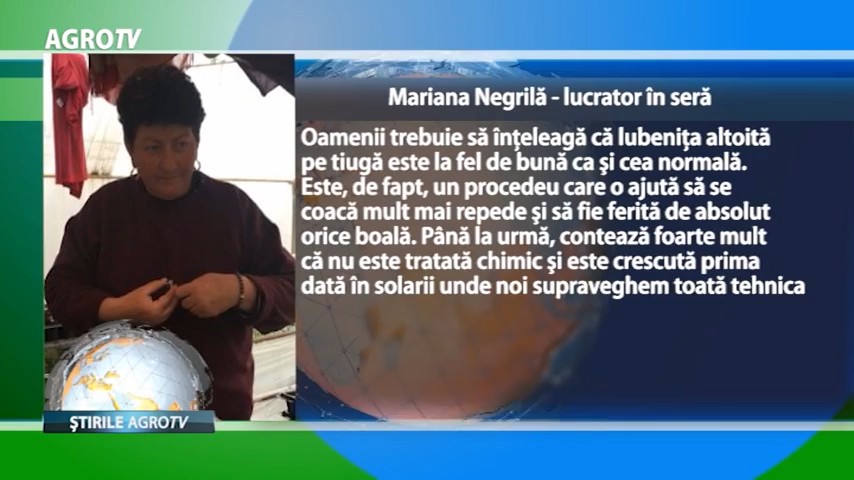 AGROTV
Mariana Negrilă - lucrator în seră
Oamenii trebuie să înţeleagă că lubeniţa altoită
pe tiugă este la fel de bună ca şi cea normală.
Este, de fapt, un procedeu care o ajută să se
coacă mult mai repede şi să fie ferită de absolut
orice boală. Până la urmă, contează foarte mult
că nu este tratată chimic şi este crescută prima
dată în solarii unde noi supraveghem toată tehnica
ŞTIRILE AGROTV